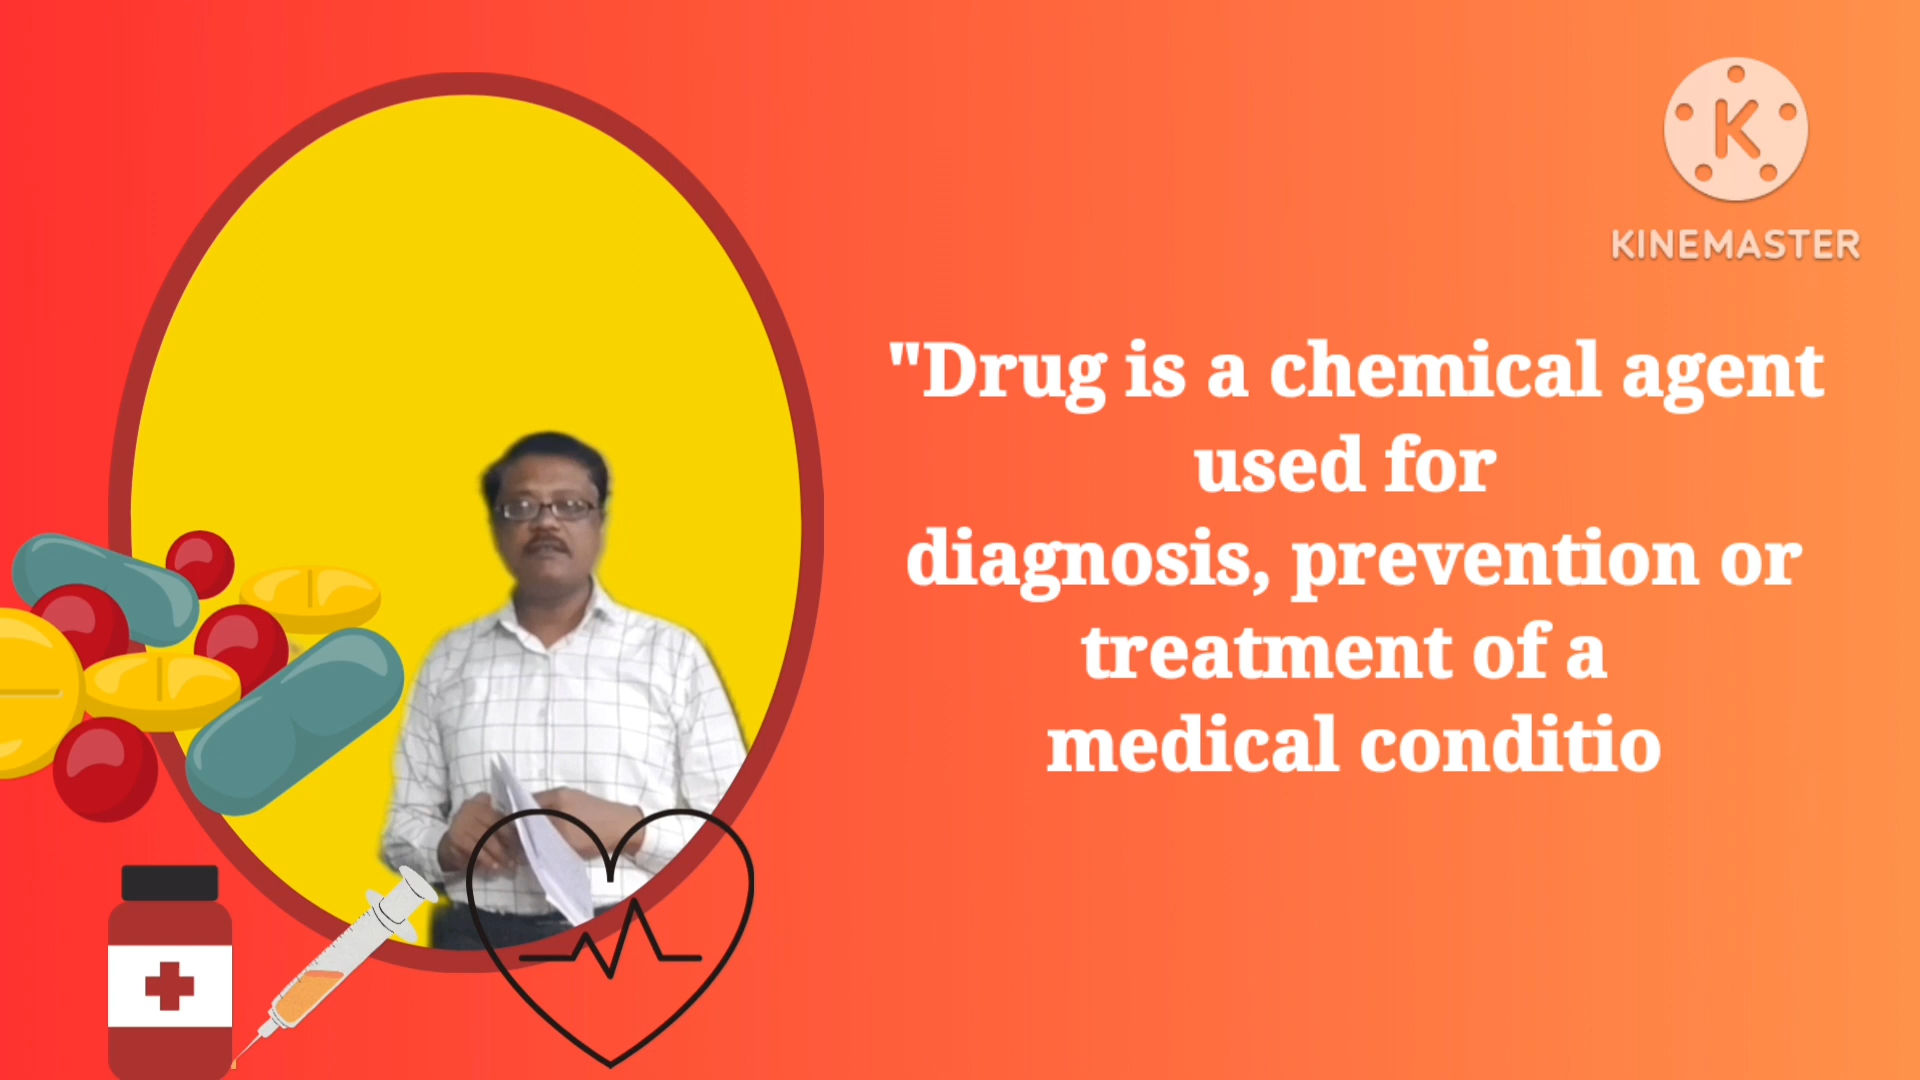 K
KINEMASTER
"Drug is a chemical agent
used for
diagnosis, prevention or
treatment of a
medical conditio